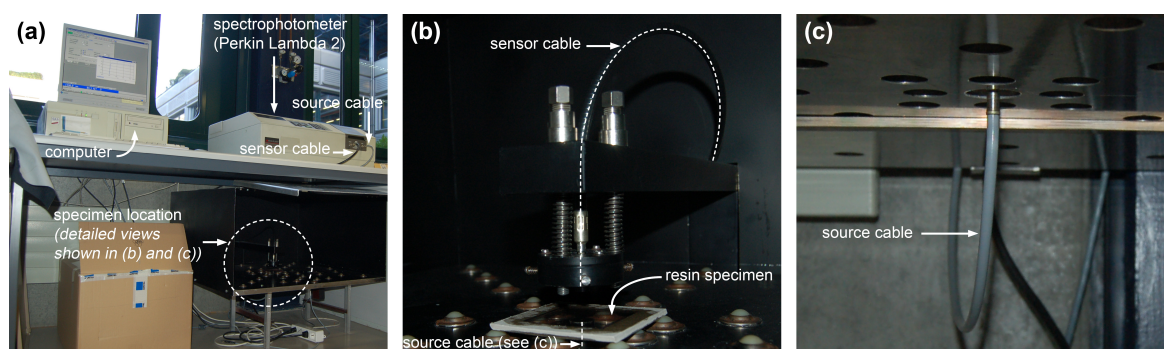 (a)
spectrophotometer
(Perkin Lambda 2)
source cable
computer
sensor cable
specimen location
(detailed views
shown in (b) and (c))
(b)
sensor cable
resin specimen
source cable (see (c))
(c)
source cable